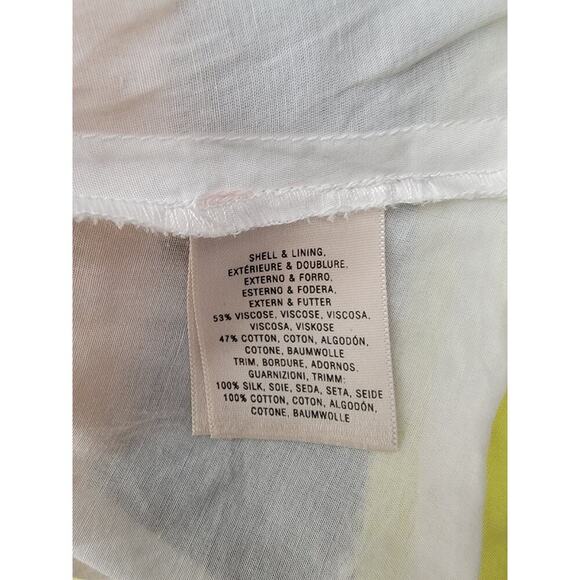 SHELL & LINING,
EXTÉRIEURE & DOUBLURE,
EXTERNO & FORRO,
ESTERNO & FODERA,
EXTERN & FUTTER
53% VISCOSE, VISCOSE, VISCOSA,
VISCOSA, VISKOSE
47% COTTON, COTON, ALGODÓN,
COTONE, BAUMWOLLE
TRIM, BORDURE, ADORNOS,
GUARNIZIONI, TRIMM:
100% SILK, SOIE, SEDA, SETA, SEIDE
100% COTTON, COTON, ALGODÓN,
COTONE, BAUMWOLLE